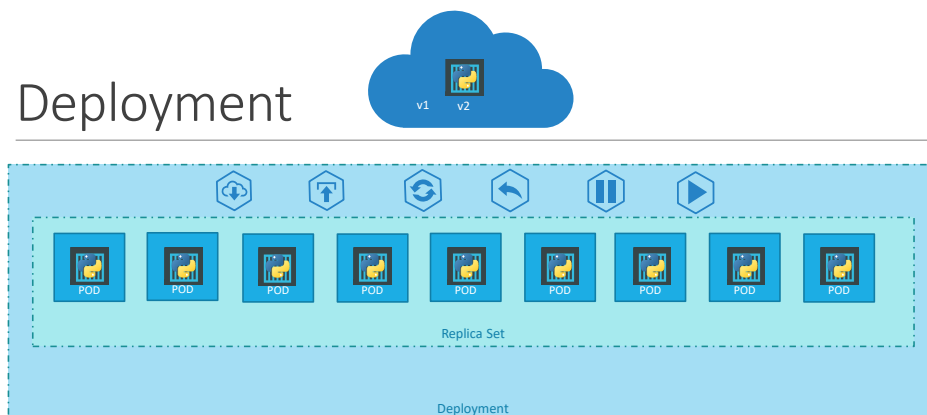 Deployment
v1 v2
POD POD POD POD POD POD POD POD POD
Replica Set
Deployment